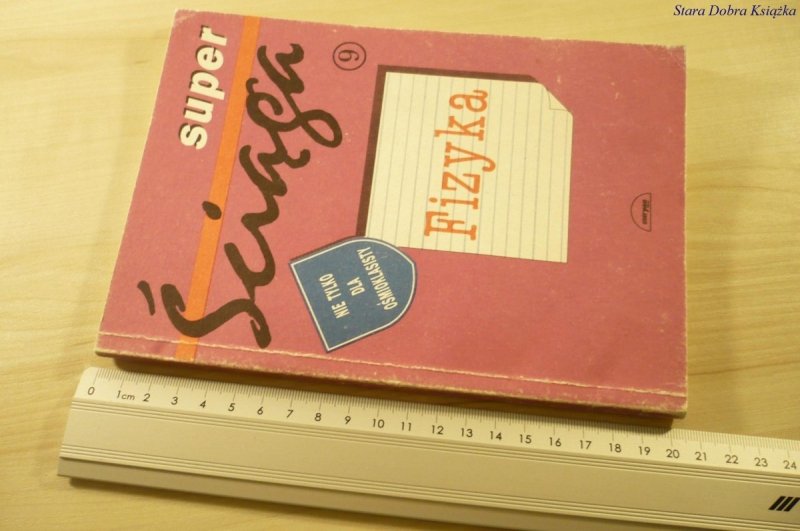 Stara Dobra Książka
super
Ściąga
9
Fizyka
NIE TYLKO
DLA
OŚMIOKLASISTY
0 1cm 2 3 4 5 6 7 8 9 10 11 12 13 14 15 16 17 18 19 20 21 22 23 24